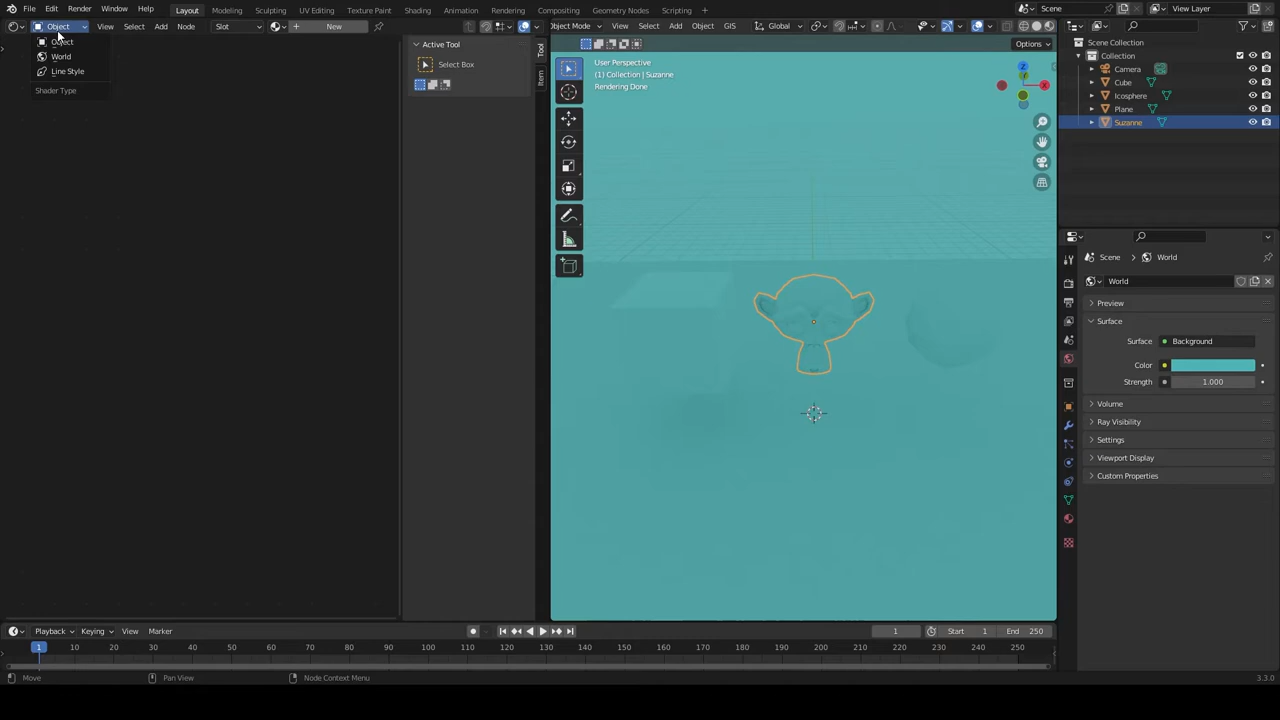 File Edit Render Window Help Layout Modeling Sculpting UV Editing Texture Paint Shading Animation Rendering Compositing Geometry Nodes Scripting + Scene View Layer
Object View Select Add Node Slot New
Object
World
Line Style
Shader Type
Active Tool
Select Box
Tool
Item
Object Mode View Select Add Object GIS Global
Options
User Perspective
(1) Collection | Suzanne
Rendering Done
Z
Y
X
Scene Collection
Collection
Camera
Cube
Icosphere
Plane
Suzanne
Scene World
World
Preview
Surface
Surface Background
Color
Strength 1.000
Volume
Ray Visibility
Settings
Viewport Display
Custom Properties
Playback Keying View Marker 1 Start 1 End 250
1 10 20 30 40 50 60 70 80 90 100 110 120 130 140 150 160 170 180 190 200 210 220 230 240 250
Move Pan View Node Context Menu 3.3.0